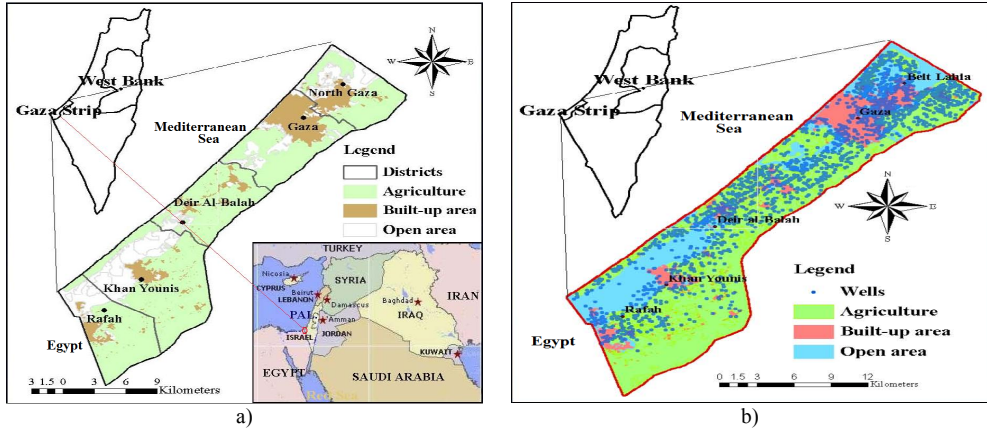 West Bank
Gaza Strip
Mediterranean
Sea
North Gaza
Gaza
Deir Al-Balah
Khan Younis
Rafah
Egypt
N
W E
S
Legend
Districts
Agriculture
Built-up area
Open area
3 1.5 0 3 6 9
Kilometers
TURKEY
Nicosia
CYPRUS
SYRIA
Beirut
LEBANON
Damascus
Baghdad
IRAN
IRAQ
PAL
Amman
ISRAEL
JORDAN
KUWAIT
EGYPT
SAUDI ARABIA
Red Sea
a)
West Bank
Gaza Strip
Mediterranean
Sea
Beit Lahia
Gaza
Deir al-Balah
Khan Younis
Rafah
Egypt
N
W E
S
Legend
Wells
Agriculture
Built-up area
Open area
0 1.5 3 6 9 12
Kilometers
b)